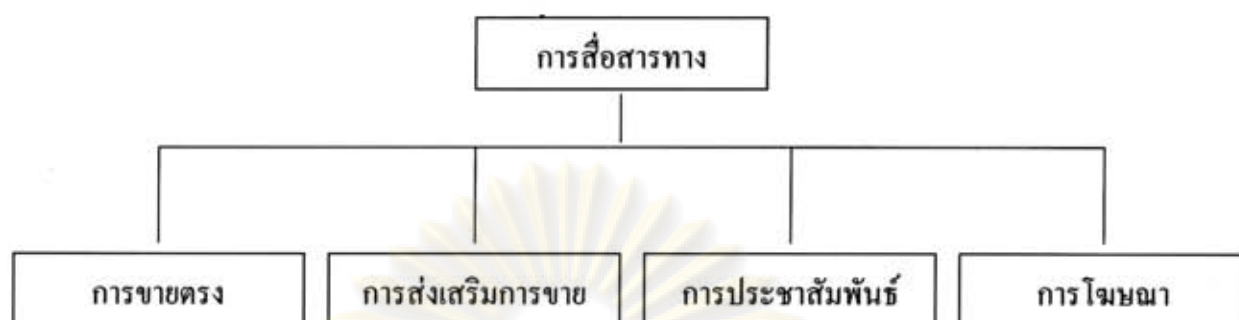 การสื่อสารทาง
การขายตรง
การส่งเสริมการขาย
การประชาสัมพันธ์
การโฆษณา